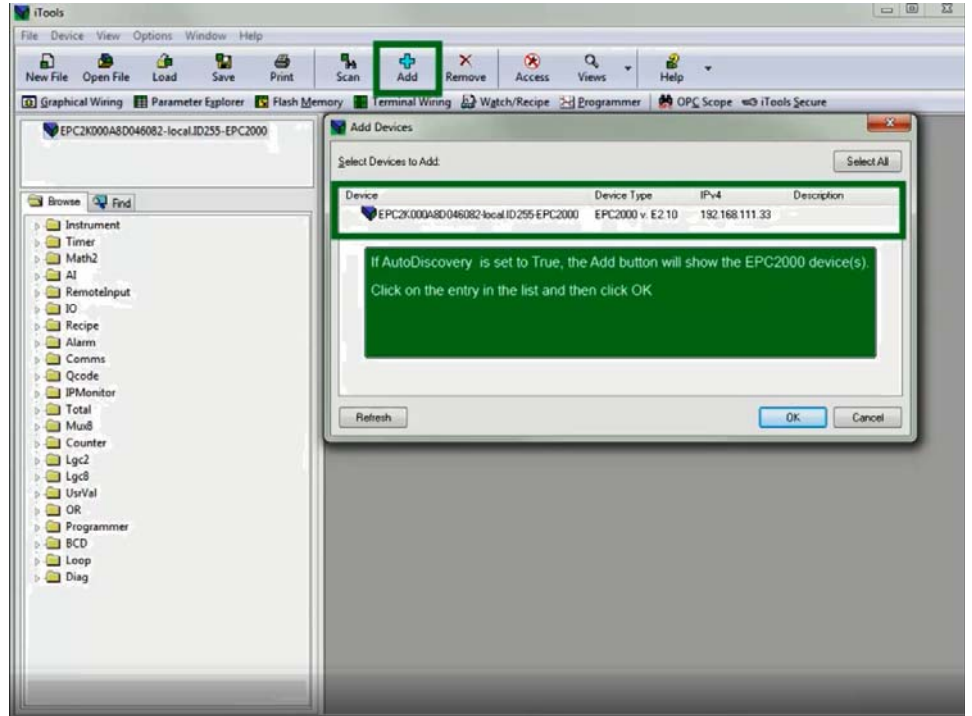 iTools
File Device View Options Window Help
New File Open File Load Save Print Scan Add Remove Access Views Help
Graphical Wiring Parameter Explorer Flash Memory Terminal Wiring Watch/Recipe Programmer OPC Scope iTools Secure
EPC2K000A8D046082-local.ID255-EPC2000
Browse Find
Instrument
Timer
Math2
AI
RemoteInput
IO
Recipe
Alarm
Comms
Qcode
IPMonitor
Total
Mux8
Counter
Lgc2
Lgc8
UsrVal
OR
Programmer
BCD
Loop
Diag
Add Devices
Select Devices to Add:
Select All
Device Device Type IPv4 Description
EPC2K000A8D046082-local.ID255-EPC2000 EPC2000 v. E2.10 192.168.111.33
If AutoDiscovery is set to True, the Add button will show the EPC2000 device(s).
Click on the entry in the list and then click OK
Refresh OK Cancel